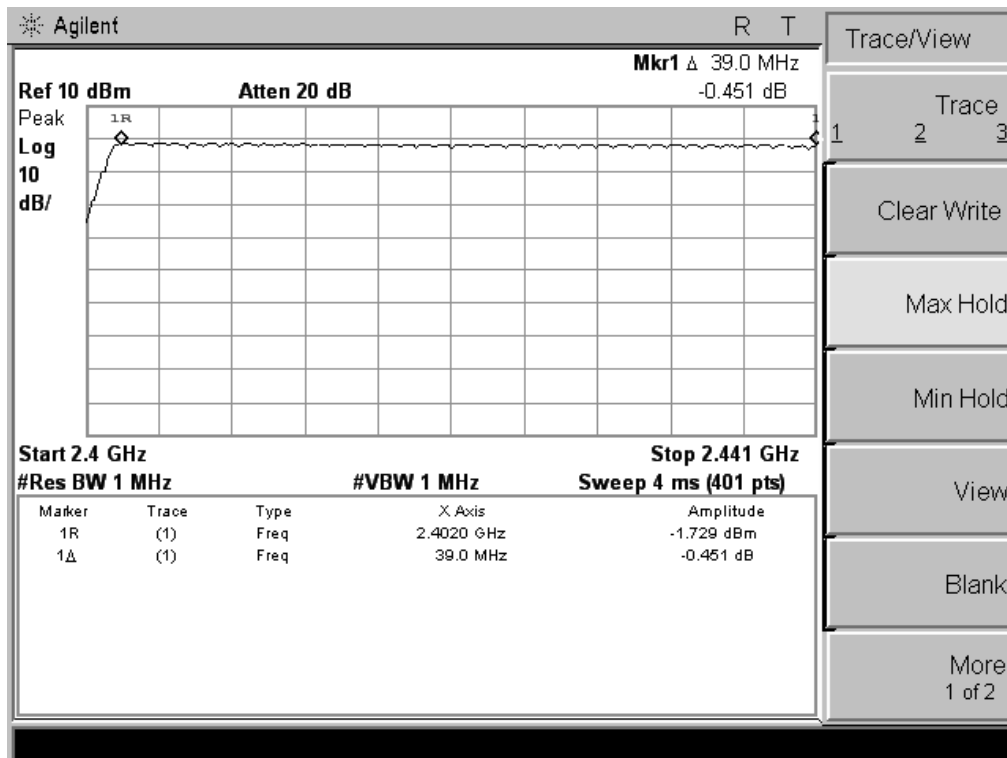 Agilent R T
Mkr1 Δ 39.0 MHz
Ref 10 dBm Atten 20 dB -0.451 dB
Peak
Log
10
dB/
1R
1
Start 2.4 GHz Stop 2.441 GHz
#Res BW 1 MHz #VBW 1 MHz Sweep 4 ms (401 pts)
Marker Trace Type X Axis Amplitude
1R (1) Freq 2.4020 GHz -1.729 dBm
1Δ (1) Freq 39.0 MHz -0.451 dB
Trace/View
Trace
1 2 3
Clear Write
Max Hold
Min Hold
View
Blank
More
1 of 2